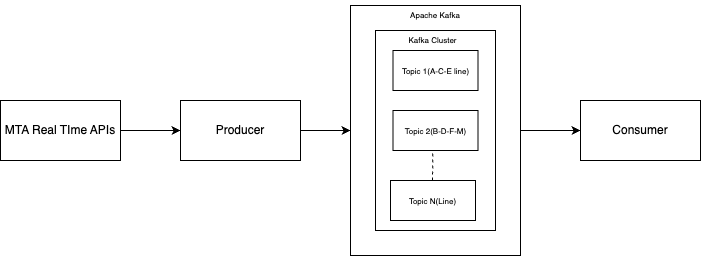 Apache Kafka
Kafka Cluster
Topic 1(A-C-E line)
MTA Real TIme APIs
Producer
Topic 2(B-D-F-M)
Consumer
Topic N(Line)